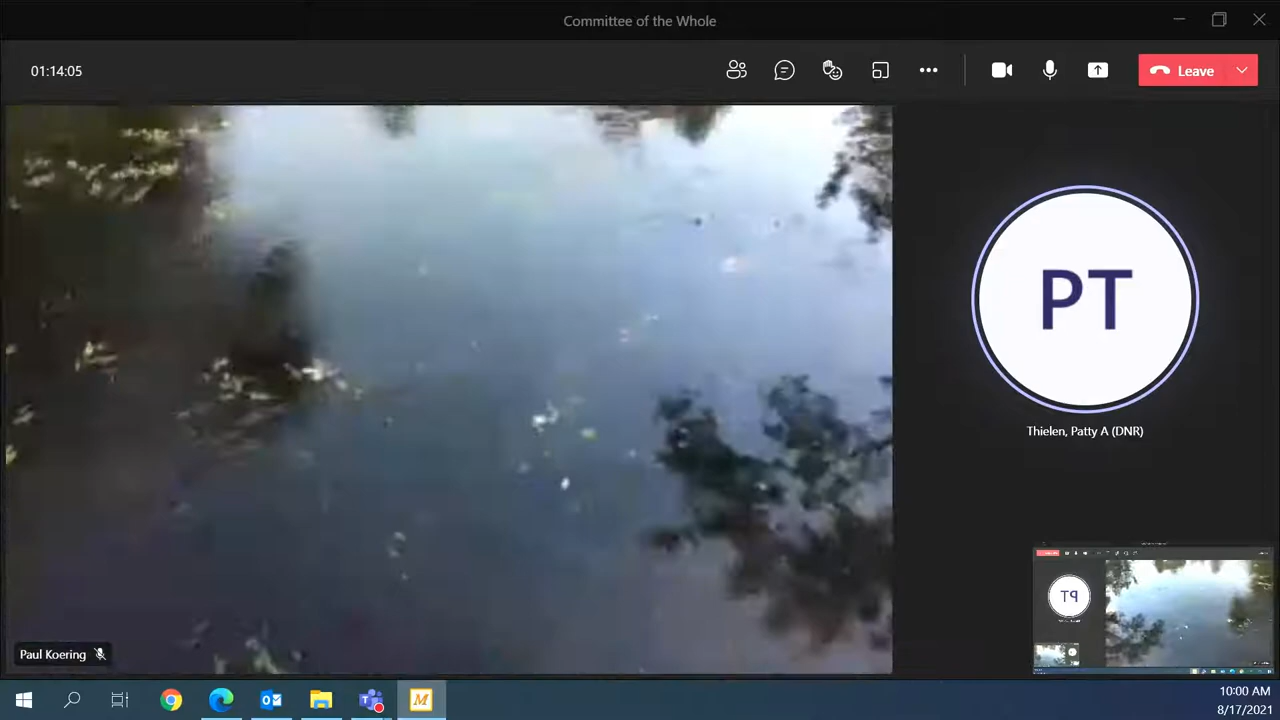 Committee of the Whole
01:14:05
Leave
PT
Thielen, Patty A (DNR)
PT
Paul Koering
M
10:00 AM
8/17/2021